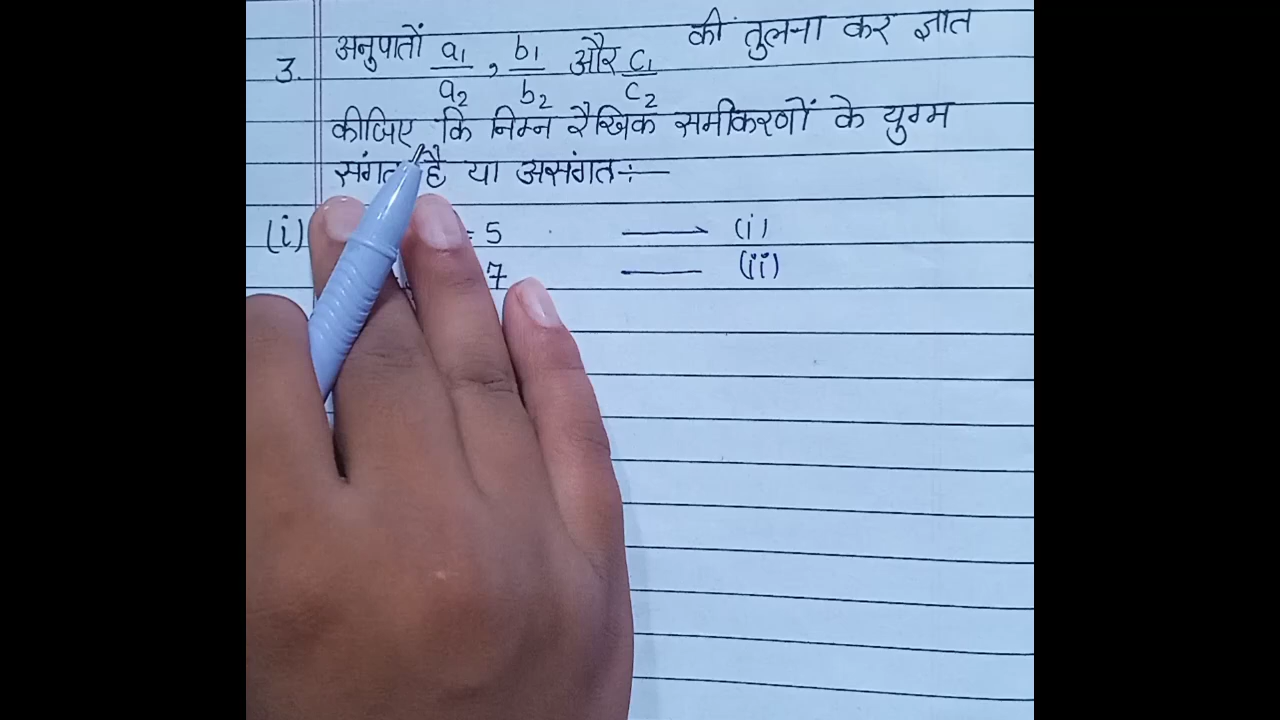 3. अनुपातों a1/a2 , b1/b2 और c1/c2 की तुलना कर ज्ञात
कीजिए कि निम्न रैखिक समीकरणों के युग्म
है या असंगत÷—
(i) = 5 → (i)
7 — (ii)